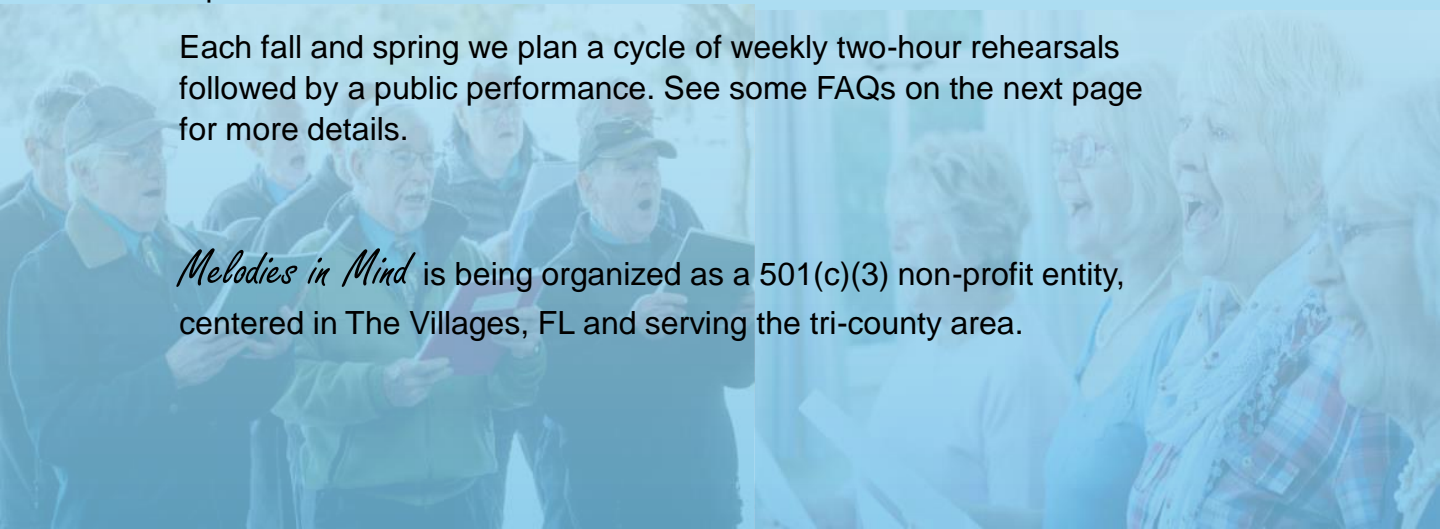 Each fall and spring we plan a cycle of weekly two-hour rehearsals
followed by a public performance. See some FAQs on the next page
for more details.
Melodies in Mind is being organized as a 501(c)(3) non-profit entity,
centered in The Villages, FL and serving the tri-county area.